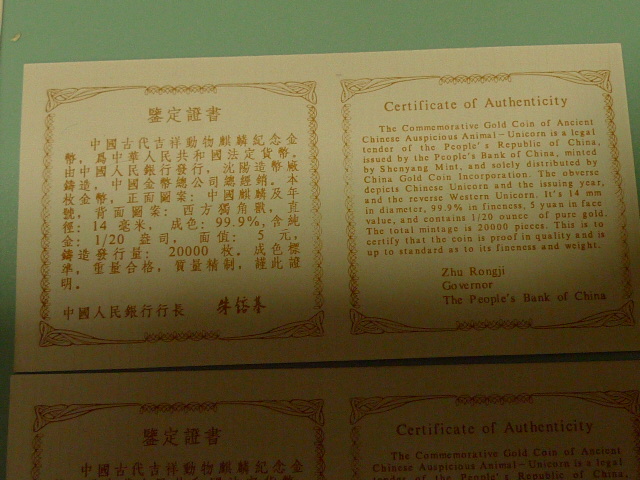 鑒定證書
中國古代吉祥動物麒麟紀念金
幣，爲中華人民共和國法定貨幣。
由中國人民銀行發行，沈陽造幣廠
鑄造，中國金幣總公司總經銷。本
枚金幣，正面圖案：中國麒麟及年
號，背面圖案：西方獨角獸，直
徑：14 毫米，成色：99.9%，含純
金：1/20 盎司，面值：5 元，
鑄造發行量：20000 枚。成色標
準，重量合格，質量精制，謹此證
明。
中國人民銀行行長 朱鎔基
Certificate of Authenticity
The Commemorative Gold Coin of Ancient
Chinese Auspicious Animal-Unicorn is a legal
tender of the People's Republic of China,
issued by the People's Bank of China, minted
by Shenyang Mint, and solely distributed by
China Gold Coin Incorporation. The obverse
depicts Chinese Unicorn and the issuing year,
and the reverse Western Unicorn. It's 14 mm
in diameter, 99.9% in fineness, 5 yuan in face
value, and contains 1/20 ounce of pure gold.
The total mintage is 20000 pieces. This is to
certify that the coin is proof in quality and is
up to standard as to its fineness and weight.
Zhu Rongji
Governor
The People's Bank of China
鑒定證書
中國古代吉祥動物麒麟紀念金
Certificate of Authenticity
The Commemorative Gold Coin of Ancient
Chinese Auspicious Animal-Unicorn is a legal
tender of the People's Republic of China,